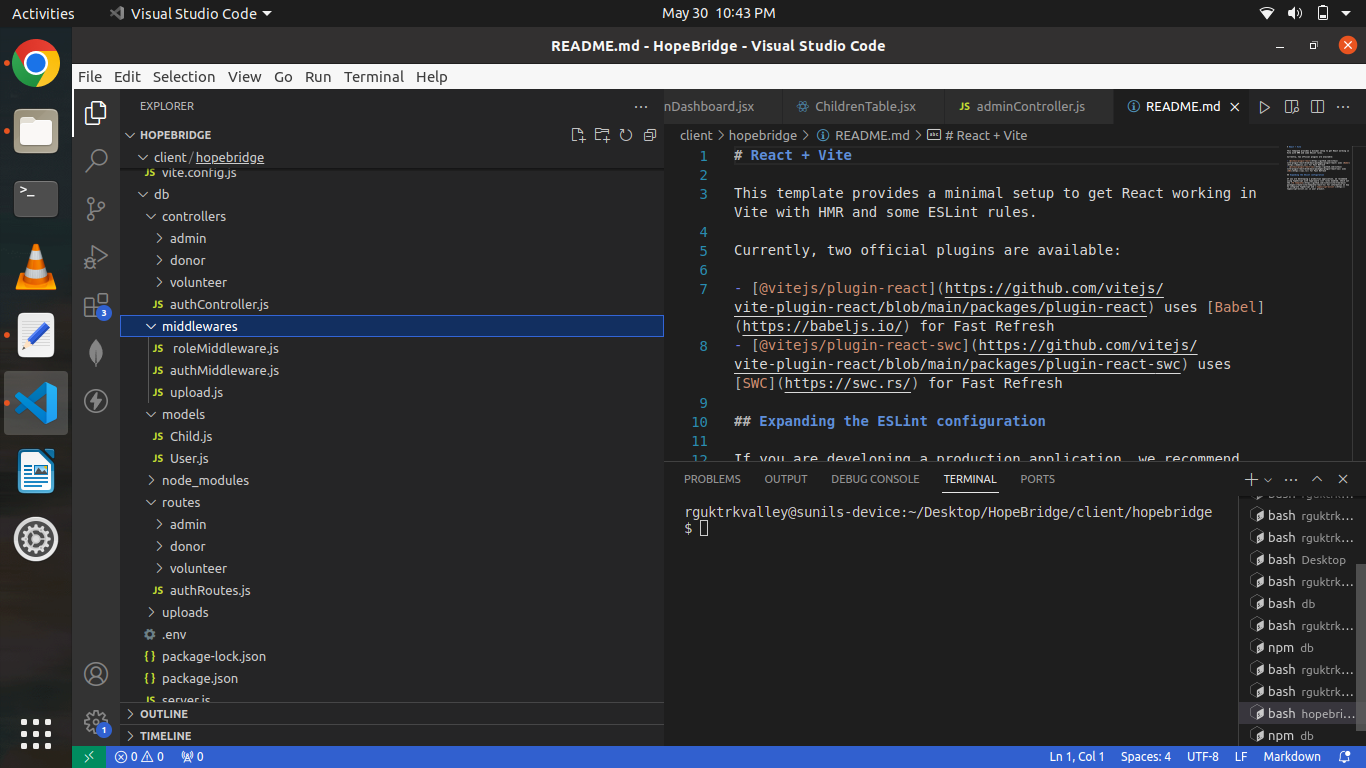 Activities
Visual Studio Code
May 30 10:43 PM
README.md - HopeBridge - Visual Studio Code
File Edit Selection View Go Run Terminal Help
EXPLORER
HOPEBRIDGE
client / hopebridge
vite.config.js
db
controllers
admin
donor
volunteer
JS authController.js
middlewares
JS roleMiddleware.js
JS authMiddleware.js
JS upload.js
models
JS Child.js
JS User.js
node_modules
routes
admin
donor
volunteer
JS authRoutes.js
uploads
.env
{} package-lock.json
{} package.json
JS server.js
OUTLINE
TIMELINE
3
1
nDashboard.jsx ChildrenTable.jsx JS adminController.js README.md
client > hopebridge > README.md > abc # React + Vite
1 # React + Vite
2
3 This template provides a minimal setup to get React working in
Vite with HMR and some ESLint rules.
4
5 Currently, two official plugins are available:
6
7 - [@vitejs/plugin-react](https://github.com/vitejs/
vite-plugin-react/blob/main/packages/plugin-react) uses [Babel]
(https://babeljs.io/) for Fast Refresh
8 - [@vitejs/plugin-react-swc](https://github.com/vitejs/
vite-plugin-react/blob/main/packages/plugin-react-swc) uses
[SWC](https://swc.rs/) for Fast Refresh
9
10 ## Expanding the ESLint configuration
11
12 If you are developing a production application, we recommend
PROBLEMS OUTPUT DEBUG CONSOLE TERMINAL PORTS
rguktrkvalley@sunils-device:~/Desktop/HopeBridge/client/hopebridge
$
bash rguktrk...
bash rguktrk...
bash rguktrk...
bash Desktop
bash rguktrk...
bash db
bash rguktrk...
npm db
bash rguktrk...
bash rguktrk...
bash hopebri...
npm db
0 0 0
Ln 1, Col 1 Spaces: 4 UTF-8 LF Markdown